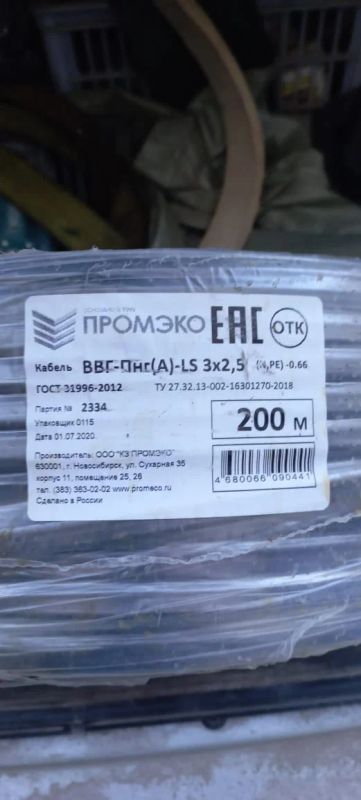 ОСНОВАНО В 1995
ПРОМЭКО EAC ОТК
Кабель ВВГ-Пнг(А)-LS 3х2,5 (N,PE) -0.66
ГОСТ 31996-2012 ТУ 27.32.13-002-16301270-2018
Партия № 2334
Упаковщик 0115
Дата 01.07.2020
200 м
Производитель: ООО "КЗ ПРОМЭКО"
630001, г. Новосибирск, ул. Сухарная 35
корпус 11, помещение 25, 26
тел. (383) 363-02-02 www.promeco.ru
Сделано в России
4 680066 090441